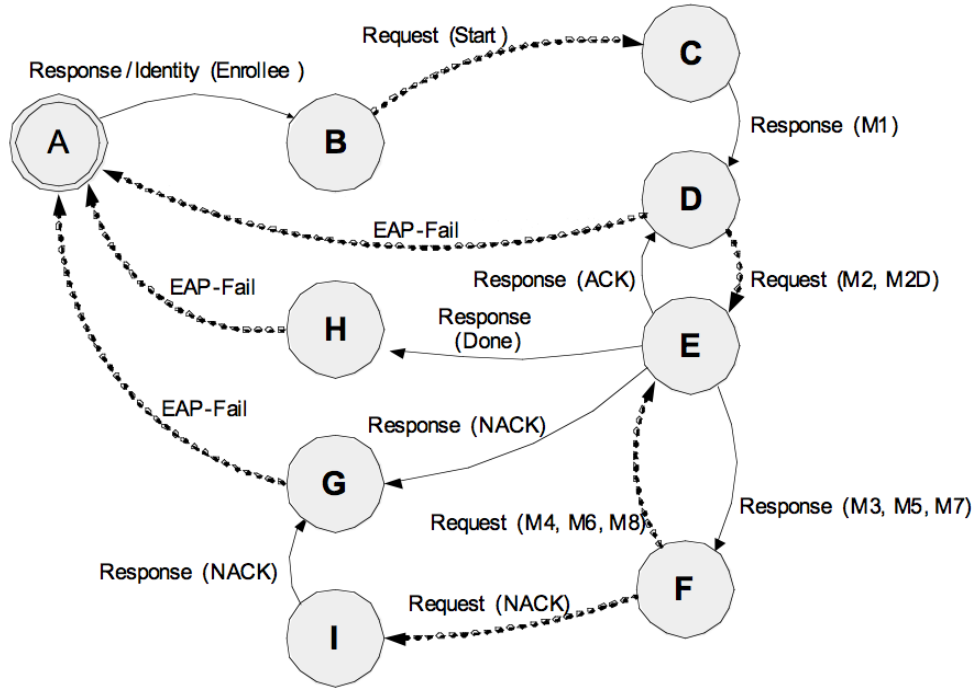 Request (Start )
C
Response/Identity (Enrollee )
A
B
Response (M1)
D
EAP-Fail
Response (ACK)
Request (M2, M2D)
EAP-Fail
H
Response
(Done)
E
EAP-Fail
Response (NACK)
G
Response (M3, M5, M7)
Request (M4, M6, M8)
Response (NACK)
F
Request (NACK)
I